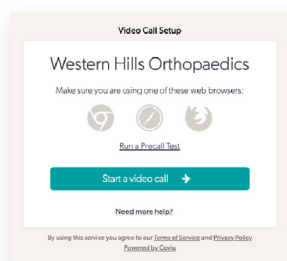 Video Call Setup
Western Hills Orthopaedics
Make sure you are using one of these web browsers:
Run a Precall Test
Start a video call
Need more help?
By using this service you agree to our Terms of Service and Privacy Policy
Powered by Coviu